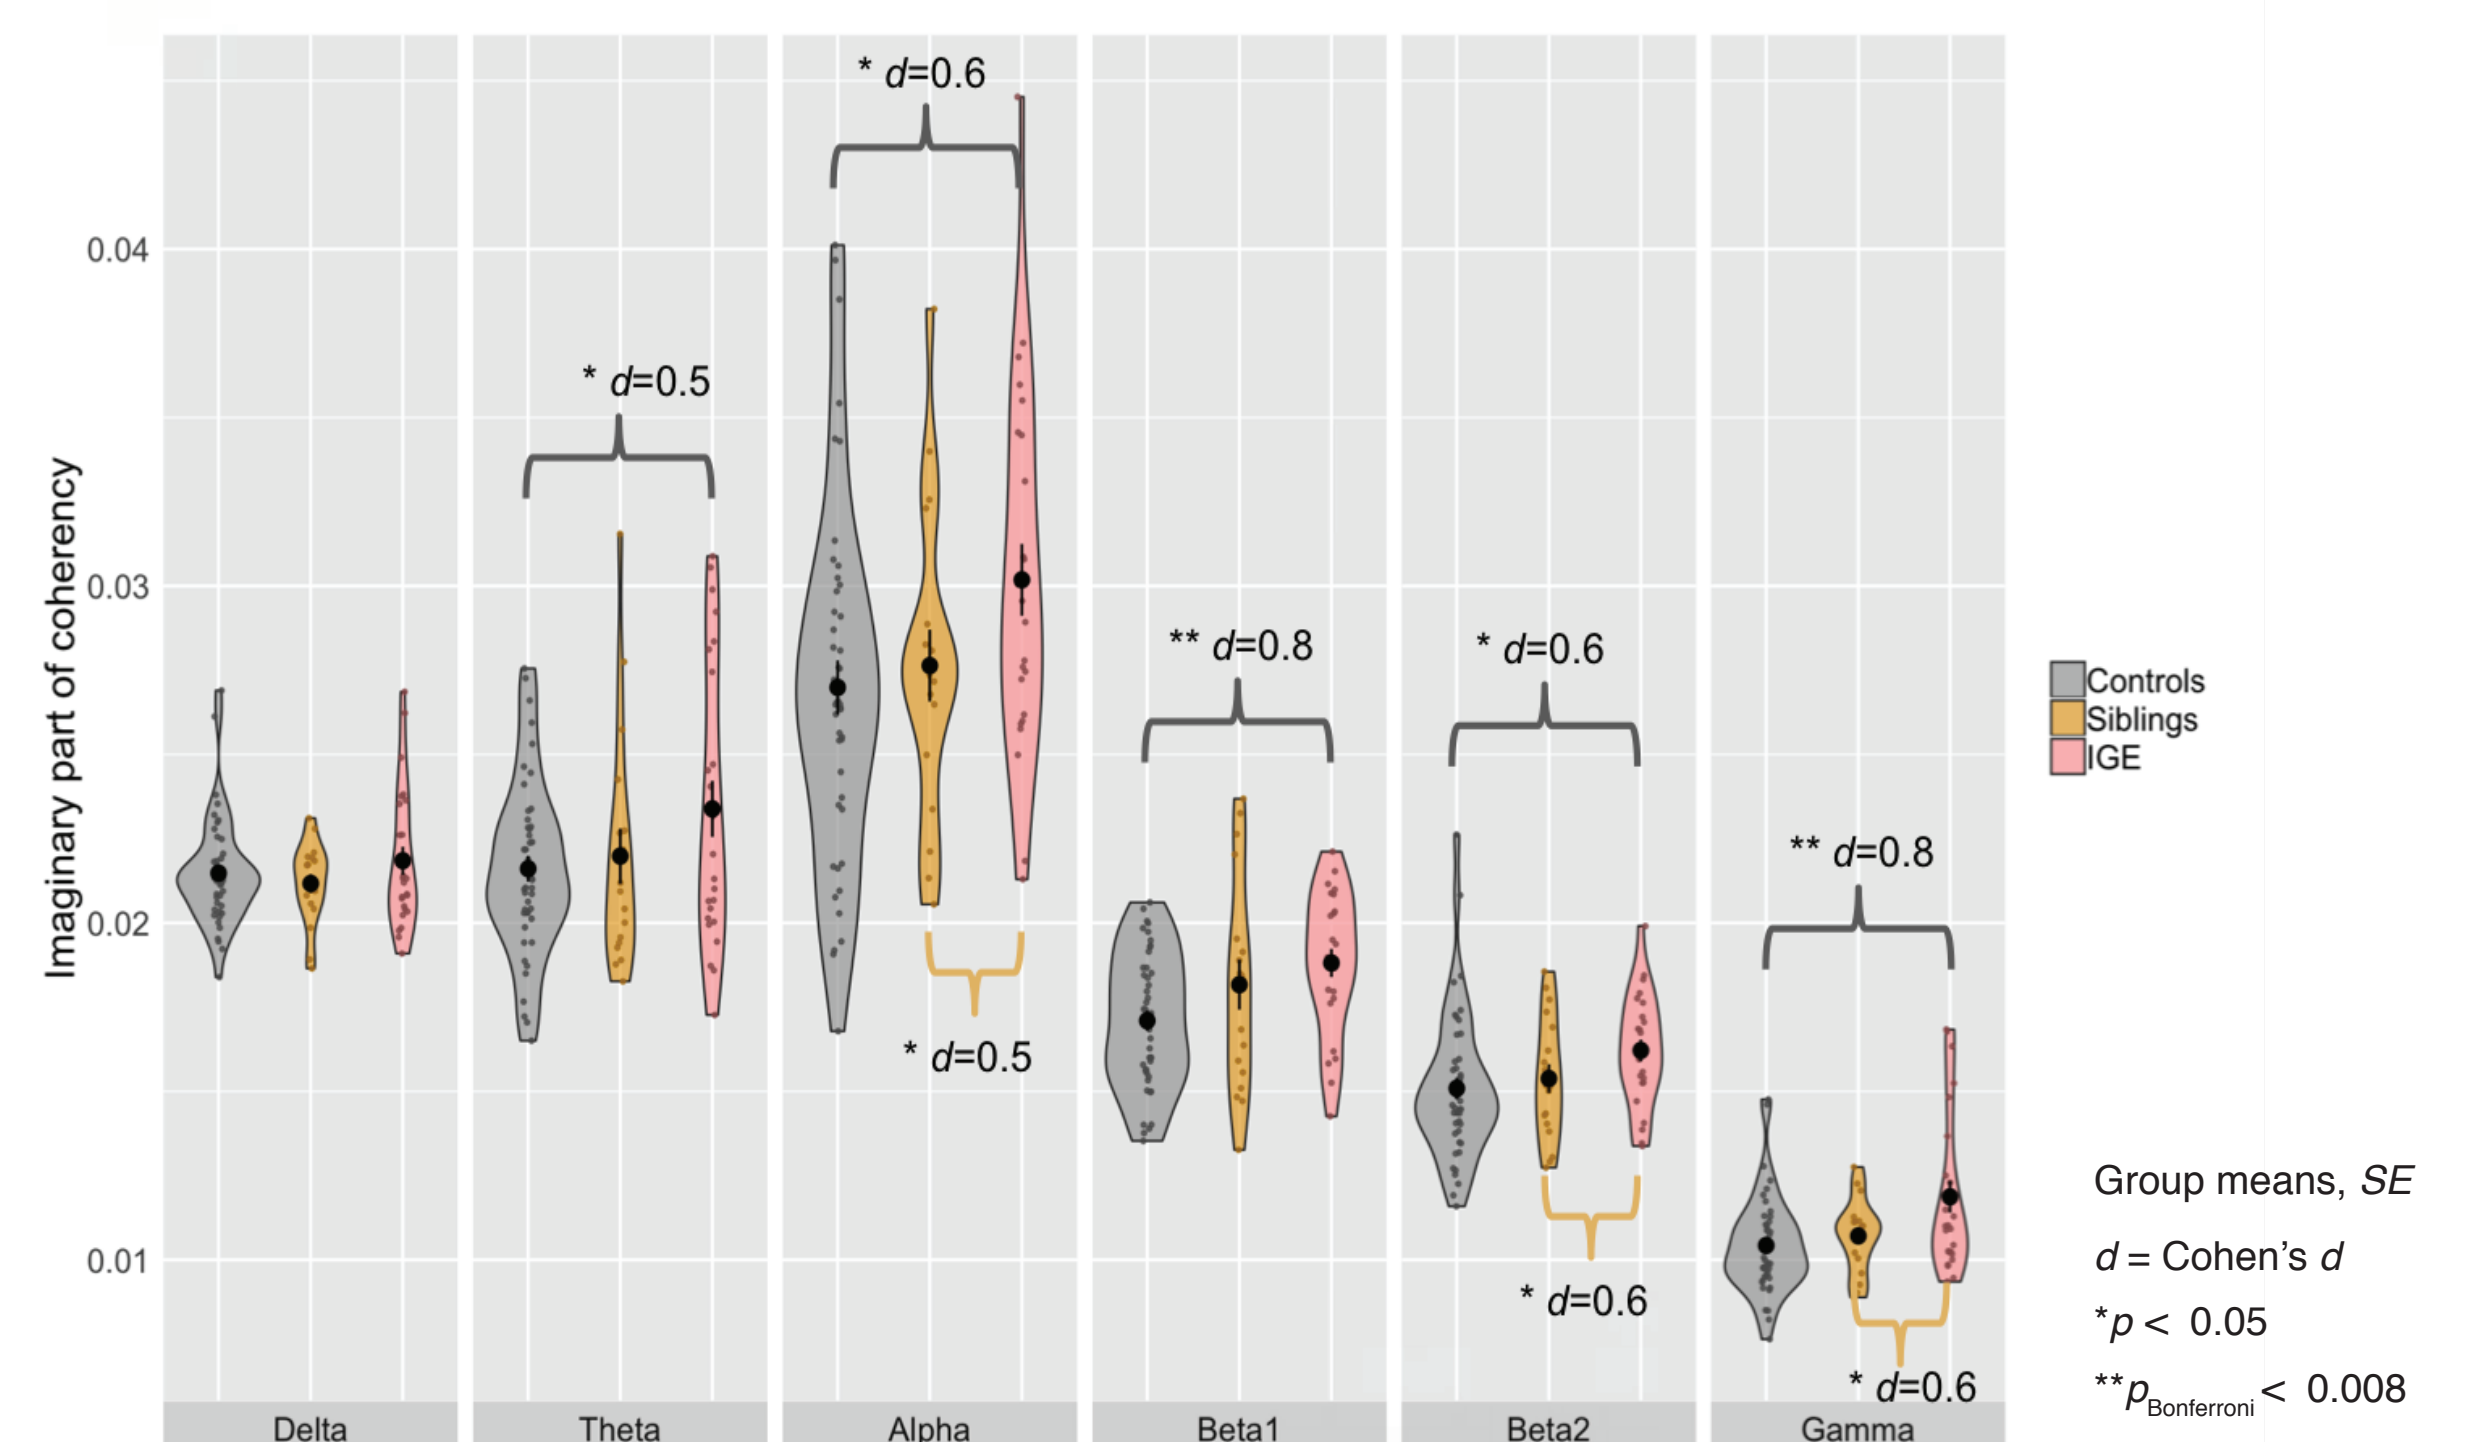 Imaginary part of coherency
0.04
0.03
0.02
0.01
* d=0.5
* d=0.6
* d=0.5
** d=0.8
* d=0.6
* d=0.6
** d=0.8
* d=0.6
Delta
Theta
Alpha
Beta1
Beta2
Gamma
Controls
Siblings
IGE
Group means, SE
d = Cohen’s d
*p < 0.05
**pBonferroni < 0.008